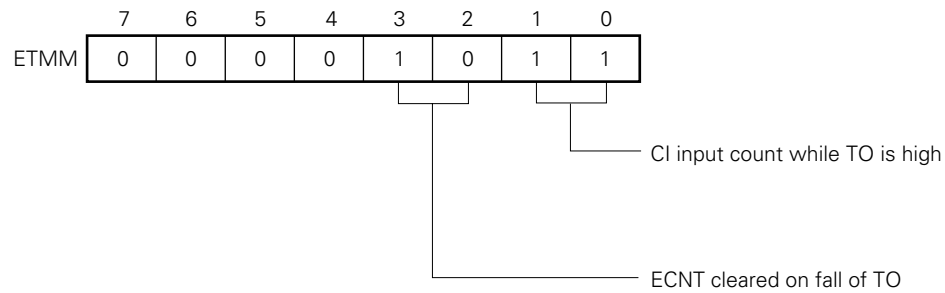 7 6 5 4 3 2 1 0
ETMM 0 0 0 0 1 0 1 1
CI input count while TO is high
ECNT cleared on fall of TO